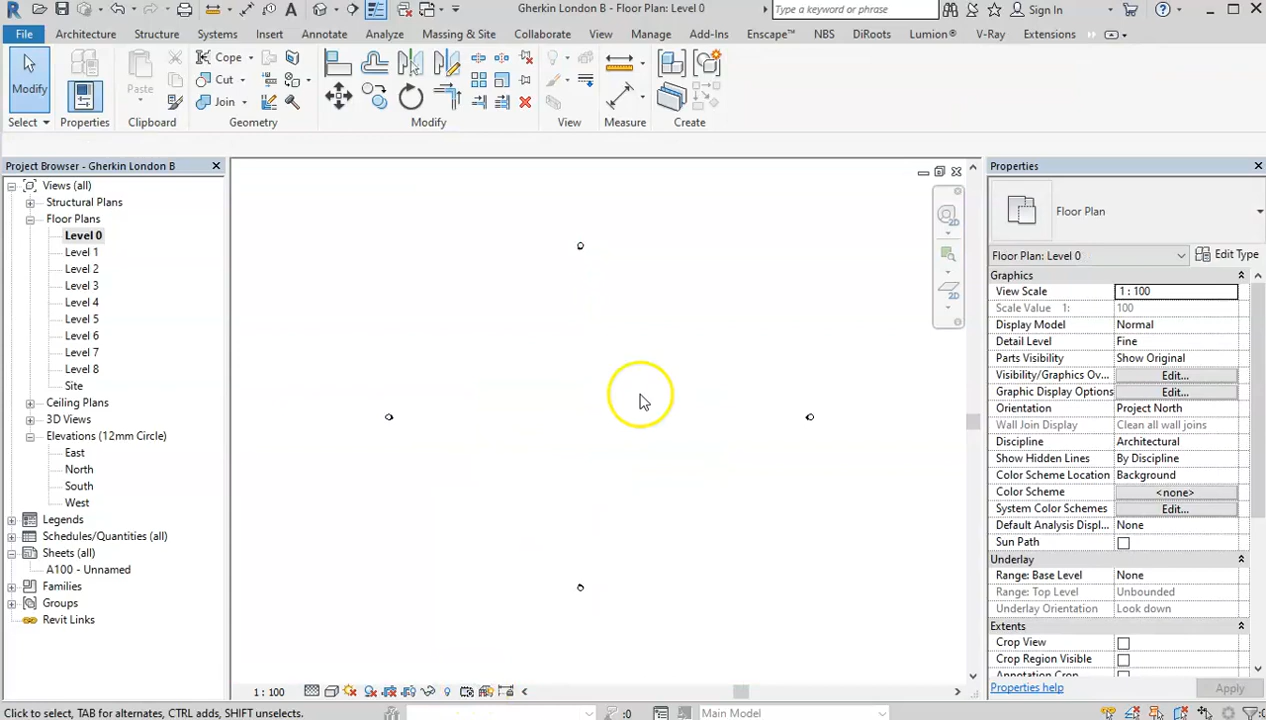 Gherkin London B - Floor Plan: Level 0
Type a keyword or phrase
Sign In
File Architecture Structure Systems Insert Annotate Analyze Massing & Site Collaborate View Manage Add-Ins Enscape™ NBS DiRoots Lumion® V-Ray Extensions
Modify
Paste
Cope
Cut
Join
Select Properties Clipboard Geometry Modify View Measure Create
Project Browser - Gherkin London B
Views (all)
Structural Plans
Floor Plans
Level 0
Level 1
Level 2
Level 3
Level 4
Level 5
Level 6
Level 7
Level 8
Site
Ceiling Plans
3D Views
Elevations (12mm Circle)
East
North
South
West
Legends
Schedules/Quantities (all)
Sheets (all)
A100 - Unnamed
Families
Groups
Revit Links
2D
2D
Properties
Floor Plan
Floor Plan: Level 0
Edit Type
Graphics
View Scale 1 : 100
Scale Value 1: 100
Display Model Normal
Detail Level Fine
Parts Visibility Show Original
Visibility/Graphics Ov... Edit...
Graphic Display Options Edit...
Orientation Project North
Wall Join Display Clean all wall joins
Discipline Architectural
Show Hidden Lines By Discipline
Color Scheme Location Background
Color Scheme <none>
System Color Schemes Edit...
Default Analysis Displ... None
Sun Path
Underlay
Range: Base Level None
Range: Top Level Unbounded
Underlay Orientation Look down
Extents
Crop View
Crop Region Visible
Annotation Crop
Properties help
Apply
1 : 100
Click to select, TAB for alternates, CTRL adds, SHIFT unselects.
:0
Main Model
:0